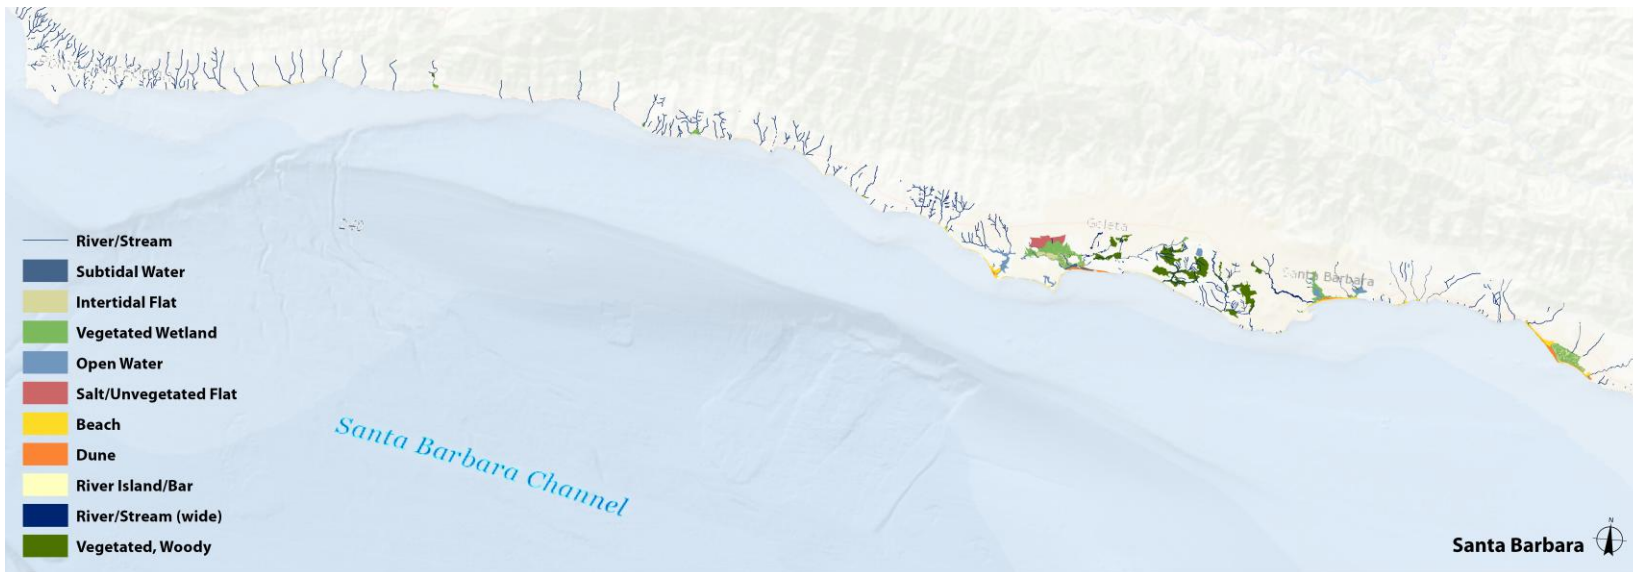 Goleta
Santa Barbara
River/Stream
Subtidal Water
Intertidal Flat
Vegetated Wetland
Open Water
Salt/Unvegetated Flat
Beach
Dune
River Island/Bar
River/Stream (wide)
Vegetated, Woody
Santa Barbara Channel
N
Santa Barbara